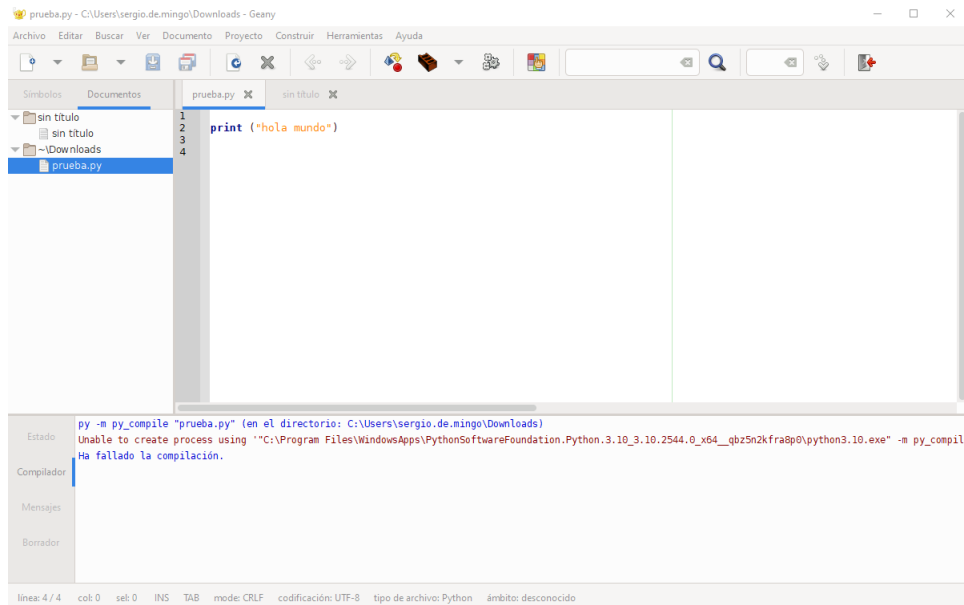 prueba.py - C:\Users\sergio.de.mingo\Downloads - Geany
Archivo Editar Buscar Ver Documento Proyecto Construir Herramientas Ayuda
Símbolos Documentos prueba.py sin título
sin título
sin título
~\Downloads
prueba.py
1
2 print ("hola mundo")
3
4
Estado
Compilador
Mensajes
Borrador
py -m py_compile "prueba.py" (en el directorio: C:\Users\sergio.de.mingo\Downloads)
Unable to create process using '"C:\Program Files\WindowsApps\PythonSoftwareFoundation.Python.3.10_3.10.2544.0_x64__qbz5n2kfra8p0\python3.10.exe" -m py_compil
Ha fallado la compilación.
línea: 4 / 4 col: 0 sel: 0 INS TAB mode: CRLF codificación: UTF-8 tipo de archivo: Python ámbito: desconocido